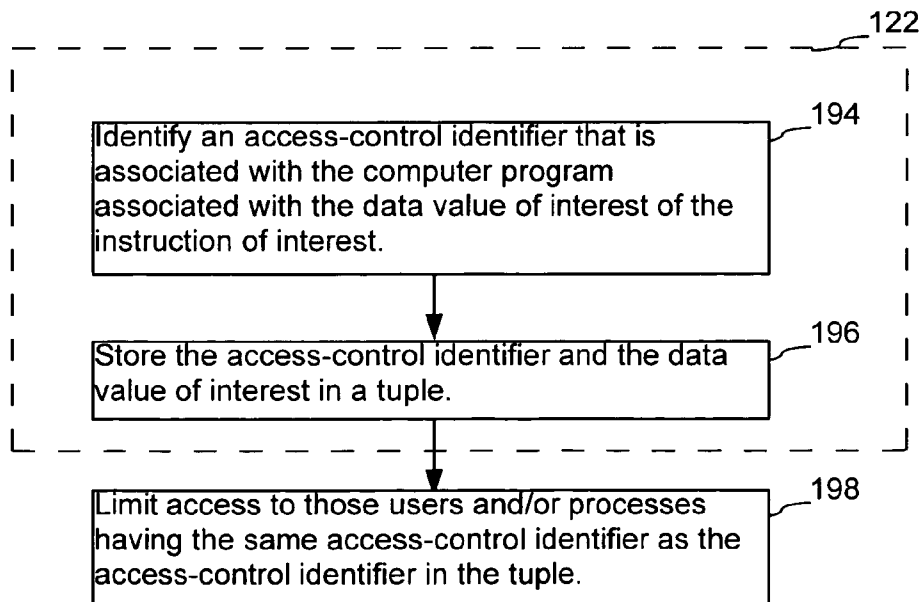 122
194
Identify an access-control identifier that is
associated with the computer program
associated with the data value of interest of the
instruction of interest.
196
Store the access-control identifier and the data
value of interest in a tuple.
198
Limit access to those users and/or processes
having the same access-control identifier as the
access-control identifier in the tuple.